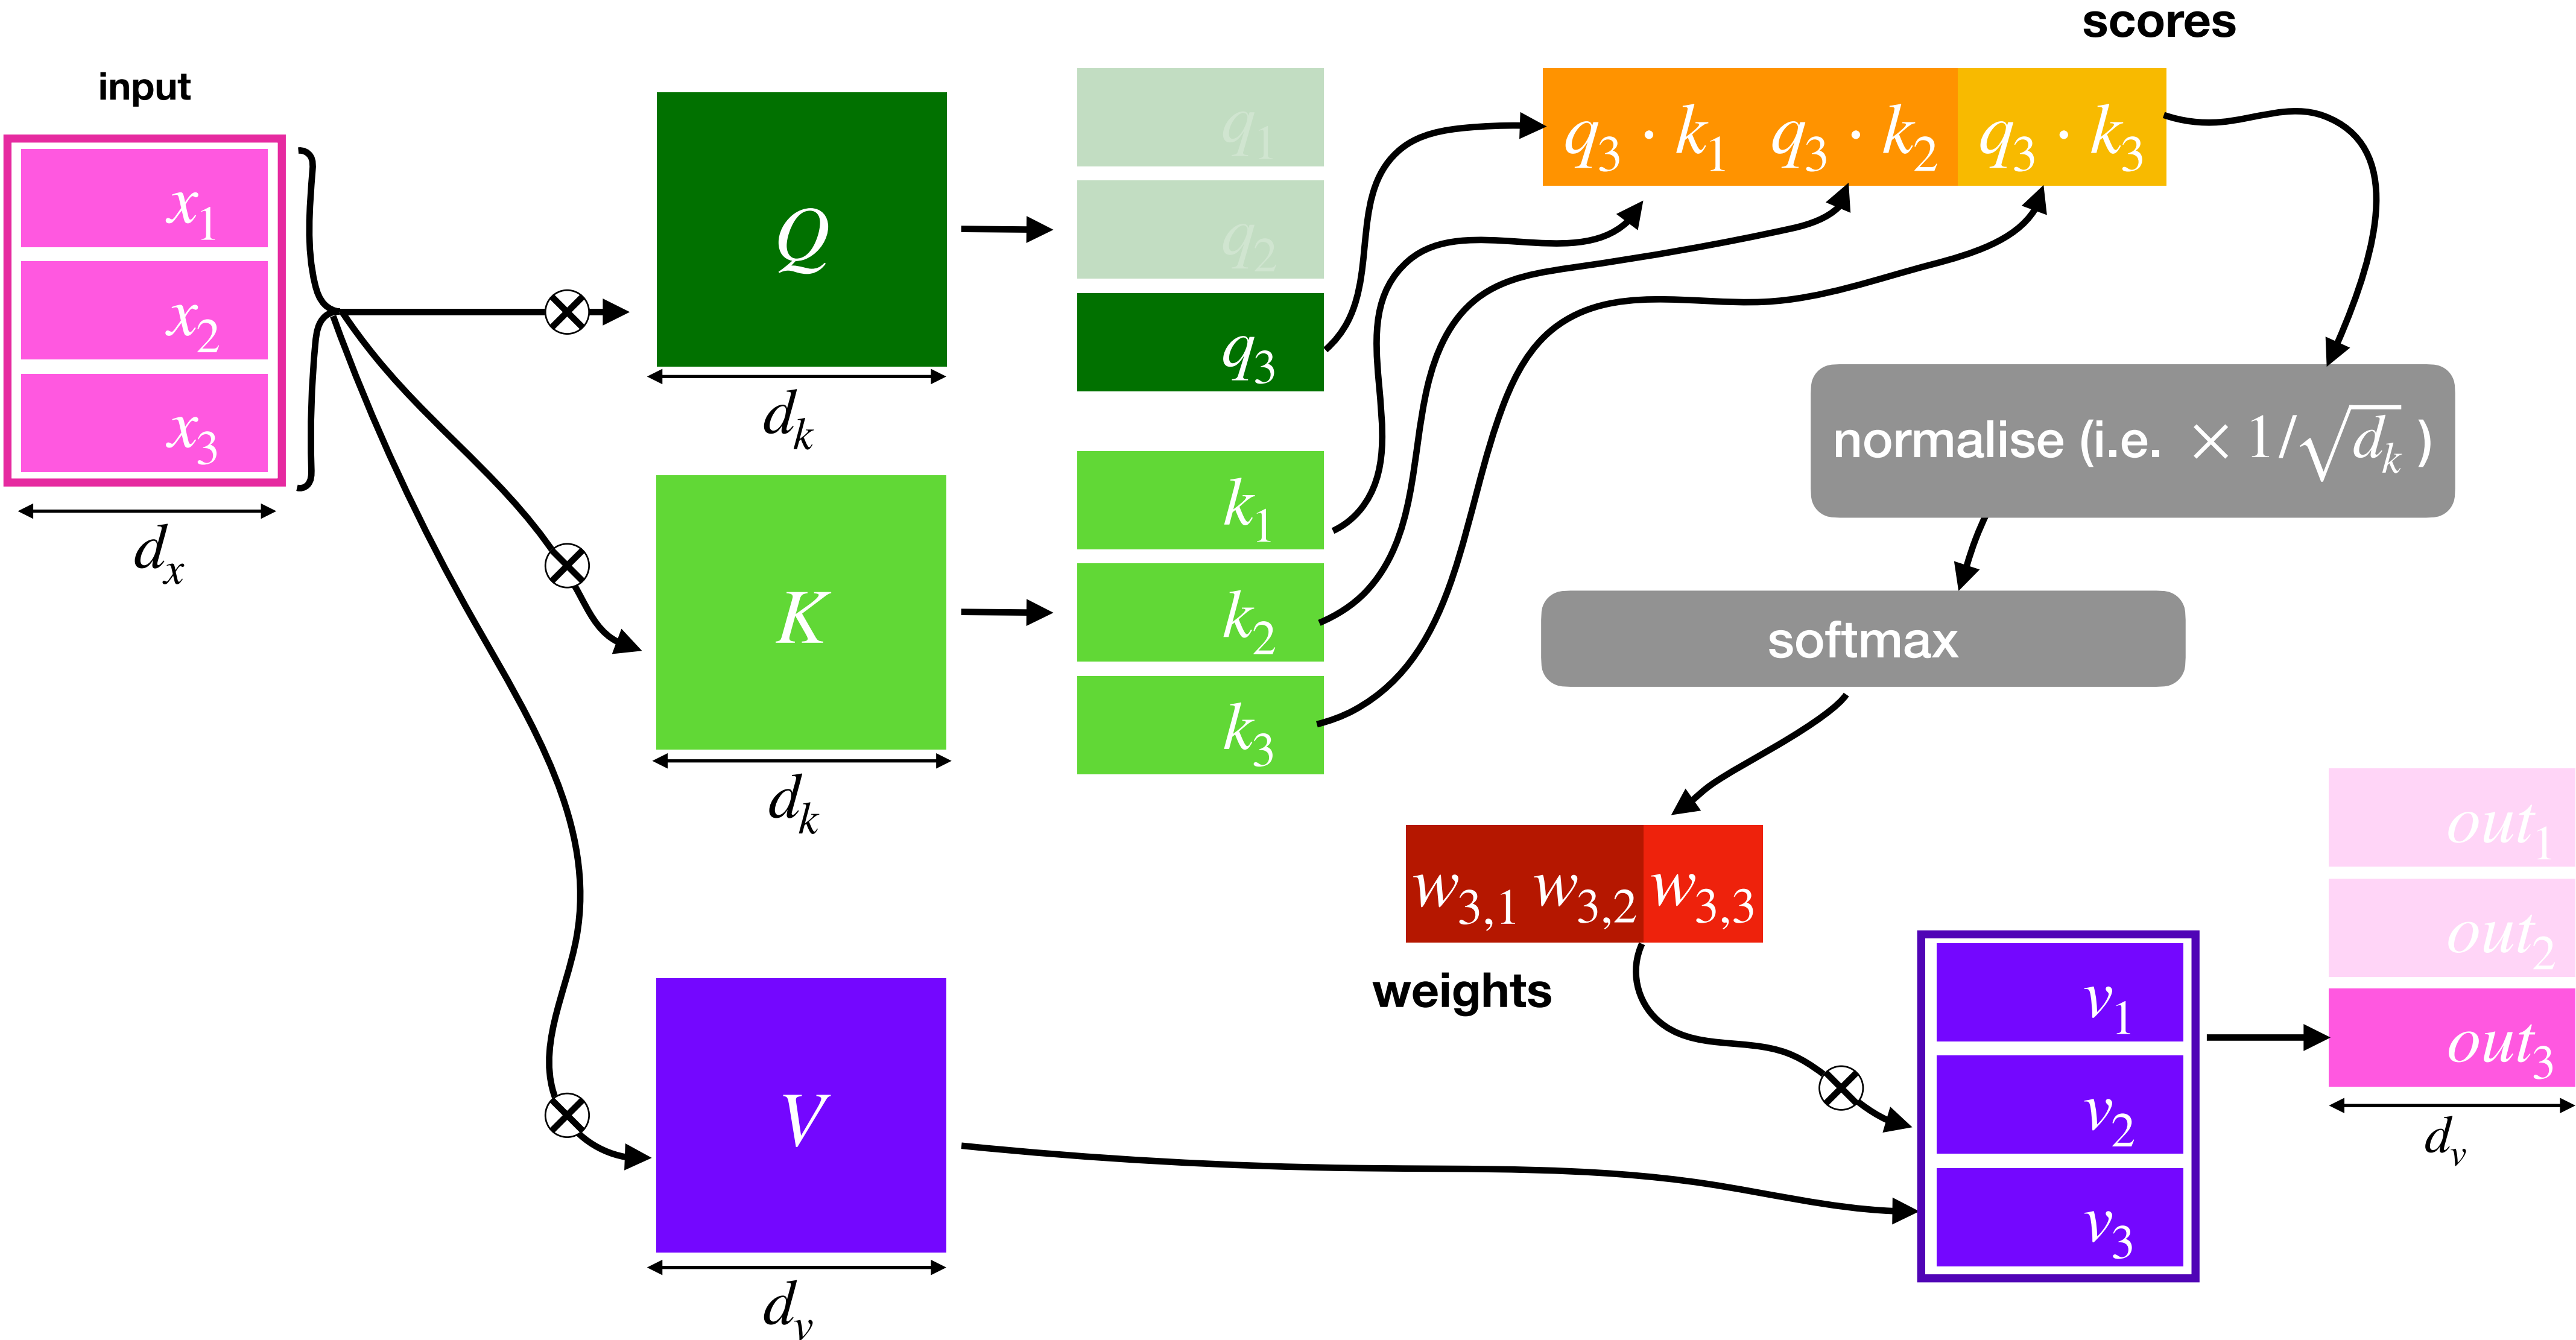 scores
input
x₁
x₂
x₃
dₓ
Q
dₖ
K
dₖ
V
dᵥ
q₁
q₂
q₃
k₁
k₂
k₃
q₃ · k₁ q₃ · k₂ q₃ · k₃
normalise (i.e. × 1/√dₖ )
softmax
w₃,₁ w₃,₂ w₃,₃
weights
v₁
v₂
v₃
out₁
out₂
out₃
dᵥ